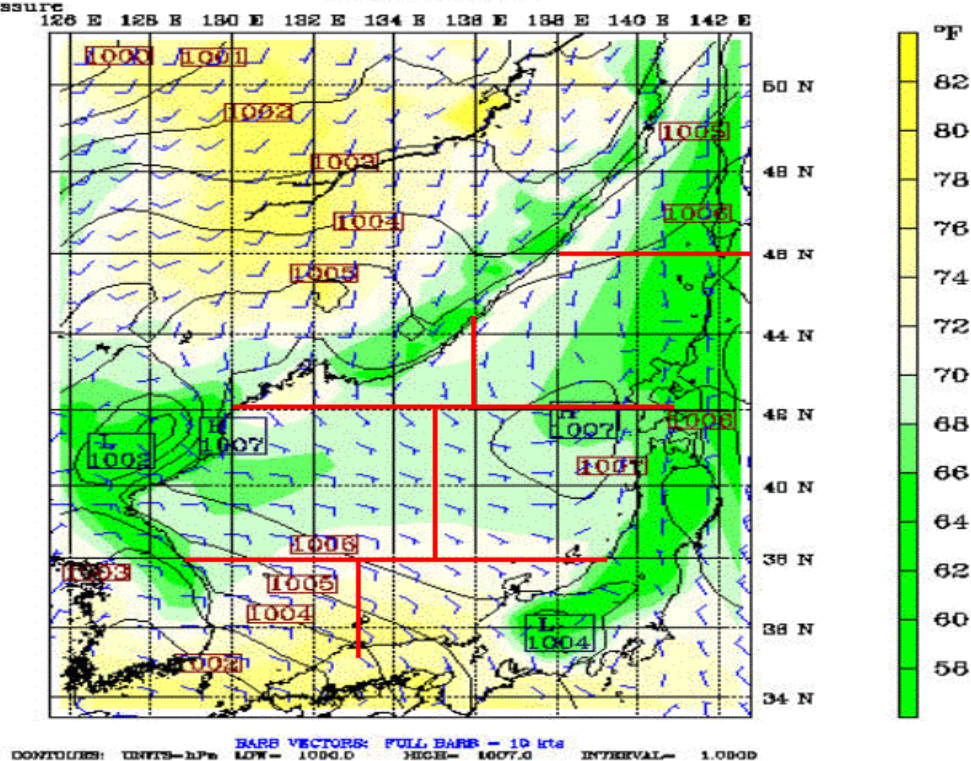 ssure
126 E 128 E 130 E 132 E 134 E 136 E 138 E 140 E 142 E
°F
1000 1001
82
50 N
1002
80
1003 1005
48 N
78
1004 1006
76
46 N
1005
74
44 N
72
70
42 N
H 1007
H 1007
1006
68
L 1002
1007
66
40 N
64
1006
38 N
1003
1005
62
1004
60
L 1004
36 N
1002
58
34 N
BARB VECTORS: FULL BARB = 10 kts
CONTOURS: UNITS=hPa LOW= 1000.0 HIGH= 1007.0 INTERVAL= 1.0000